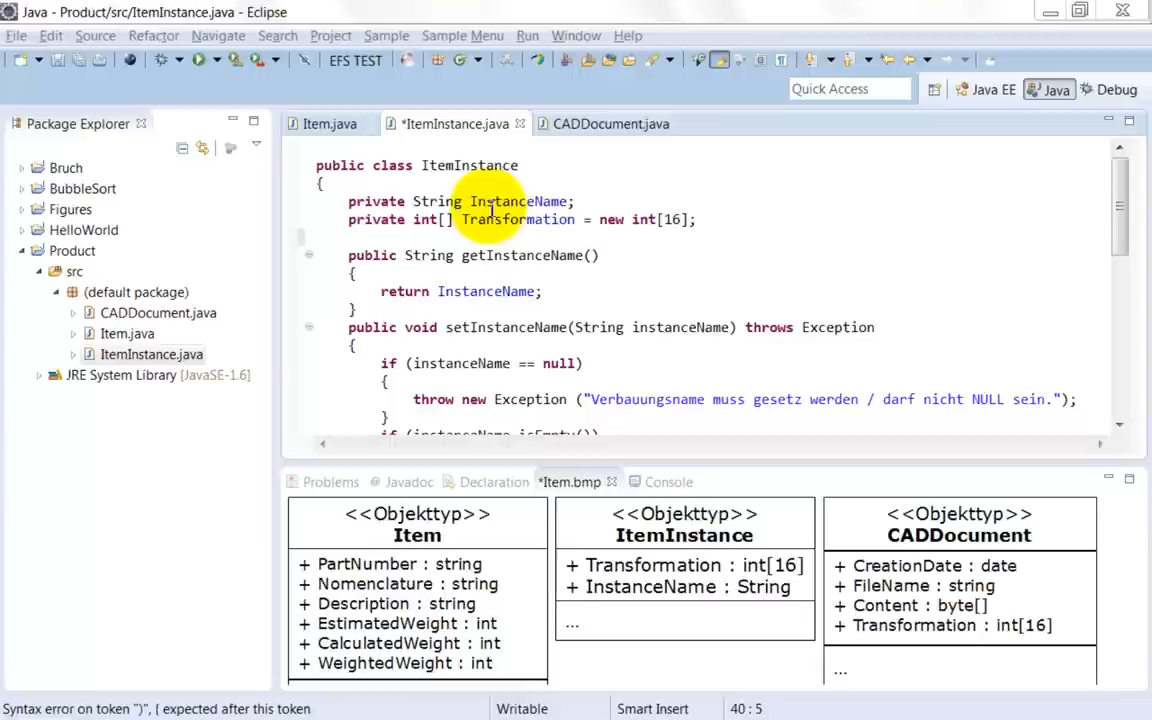 Java - Product/src/ItemInstance.java - Eclipse
File Edit Source Refactor Navigate Search Project Sample Sample Menu Run Window Help
EFS TEST
Quick Access Java EE Java Debug
Package Explorer
Bruch
BubbleSort
Figures
HelloWorld
Product
src
(default package)
CADDocument.java
Item.java
ItemInstance.java
JRE System Library [JavaSE-1.6]
Item.java *ItemInstance.java CADDocument.java
public class ItemInstance
{
private String InstanceName;
private int[] Transformation = new int[16];
public String getInstanceName()
{
return InstanceName;
}
public void setInstanceName(String instanceName) throws Exception
{
if (instanceName == null)
{
throw new Exception ("Verbauungsname muss gesetz werden / darf nicht NULL sein.");
}
if (instanceName.isEmpty())
Problems Javadoc Declaration *Item.bmp Console
<<Objekttyp>>
Item
+ PartNumber : string
+ Nomenclature : string
+ Description : string
+ EstimatedWeight : int
+ CalculatedWeight : int
+ WeightedWeight : int
<<Objekttyp>>
ItemInstance
+ Transformation : int[16]
+ InstanceName : String
...
<<Objekttyp>>
CADDocument
+ CreationDate : date
+ FileName : string
+ Content : byte[]
+ Transformation : int[16]
...
Syntax error on token ")", { expected after this token Writable Smart Insert 40 : 5